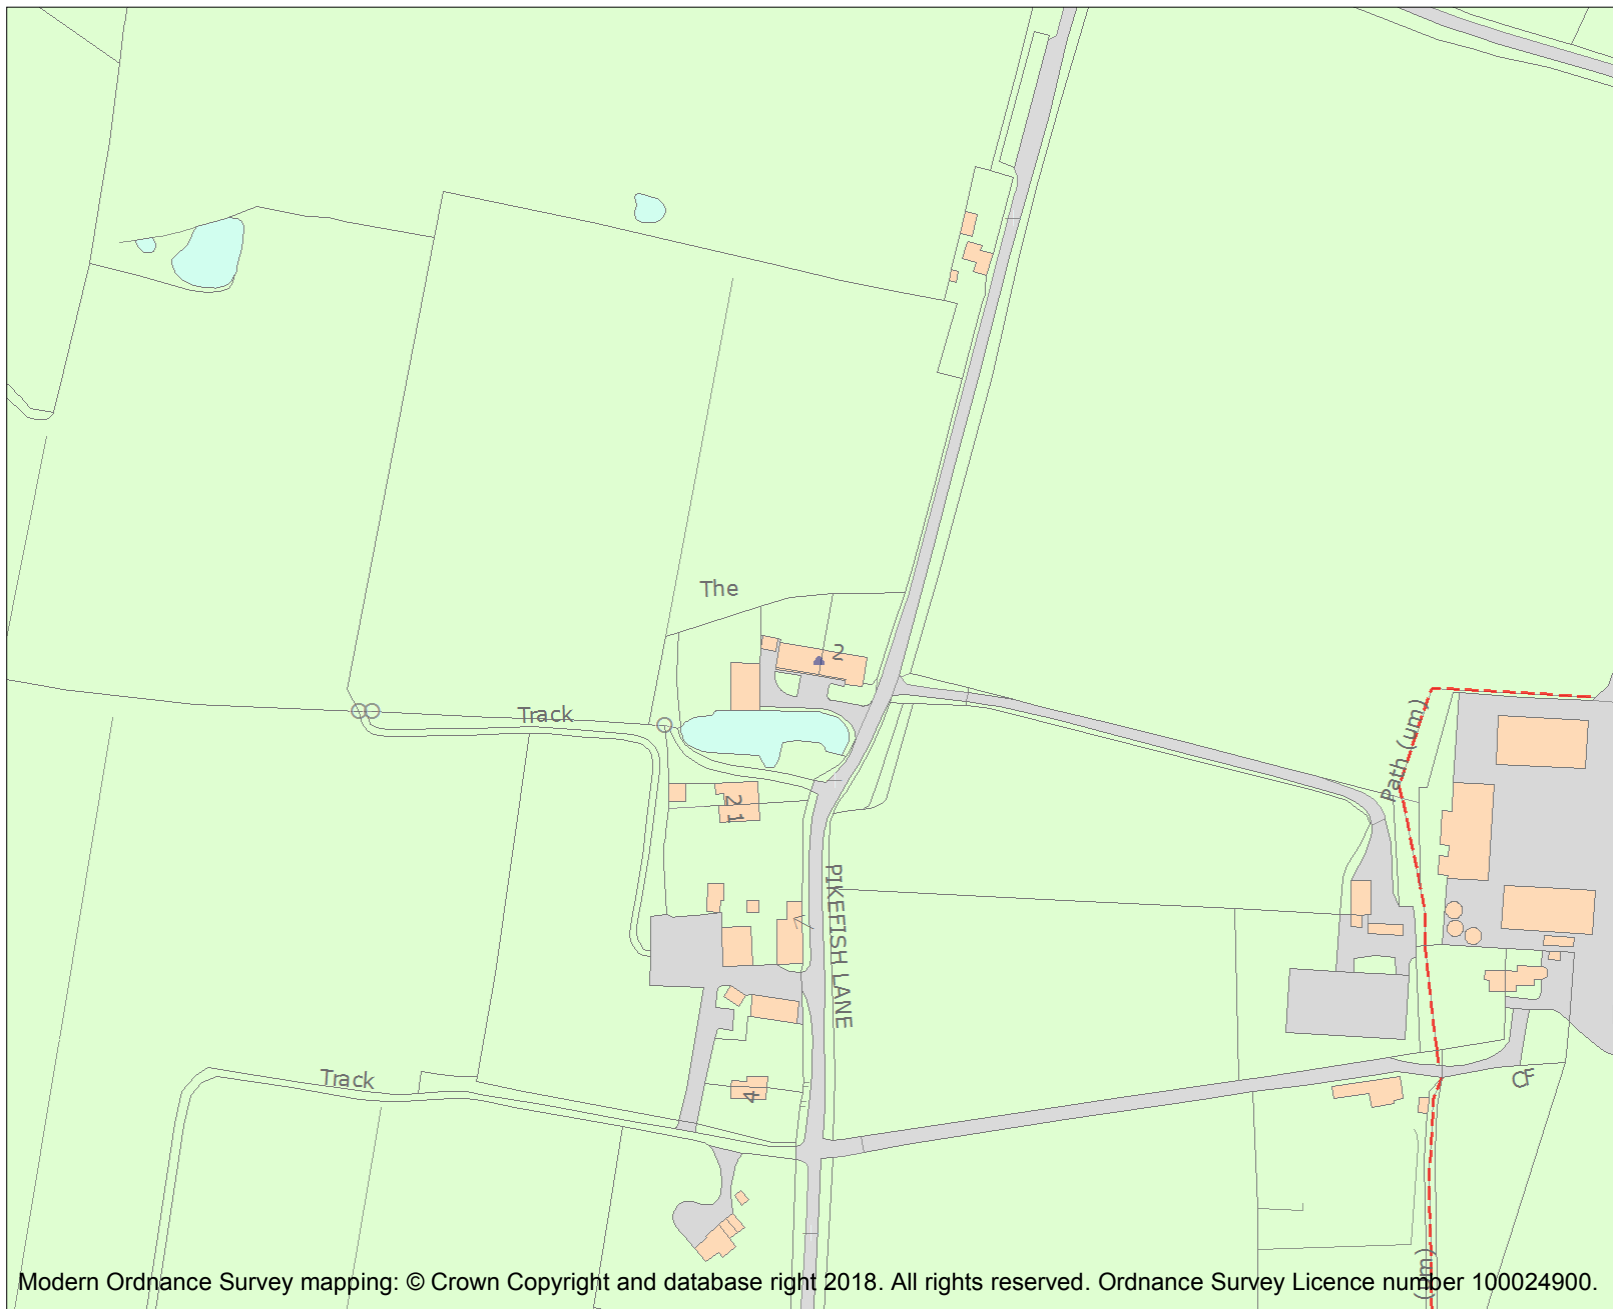 The
2
Track
Path (um)
2
1
PIKEFISH LANE
Track
4
CF
(um)
Modern Ordnance Survey mapping: © Crown Copyright and database right 2018. All rights reserved. Ordnance Survey Licence number 100024900.